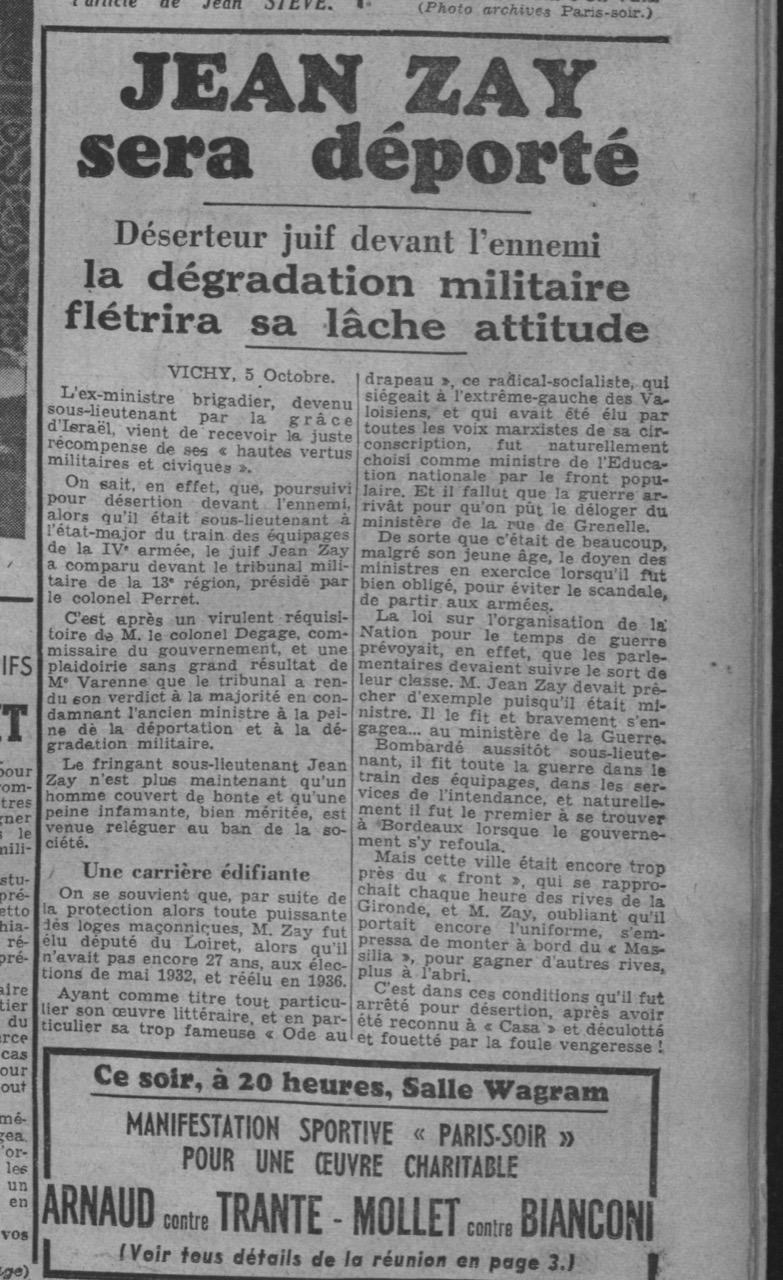 l'article de Jean STEVE.
(Photo archives Paris-soir.)
JEAN ZAY
sera déporté
Déserteur juif devant l'ennemi
la dégradation militaire
flétrira sa lâche attitude
VICHY, 5 Octobre.
L'ex-ministre brigadier, devenu
sous-lieutenant par la grâce
d'Israël, vient de recevoir la juste
récompense de ses « hautes vertus
militaires et civiques ».
On sait, en effet, que, poursuivi
pour désertion devant l'ennemi,
alors qu'il était sous-lieutenant à
l'état-major du train des équipages
de la IVe armée, le juif Jean Zay
a comparu devant le tribunal mili-
taire de la 13e région, présidé par
le colonel Perret.
C'est après un virulent réquisi-
toire de M. le colonel Degage, com-
missaire du gouvernement, et une
plaidoirie sans grand résultat de
Me Varenne que le tribunal a ren-
du son verdict à la majorité en con-
damnant l'ancien ministre à la pei-
ne de la déportation et à la dé-
gradation militaire.
Le fringant sous-lieutenant Jean
Zay n'est plus maintenant qu'un
homme couvert de honte et qu'une
peine infamante, bien méritée, est
venue reléguer au ban de la so-
ciété.
Une carrière édifiante
On se souvient que, par suite de
la protection alors toute puissante
des loges maçonniques, M. Zay fut
élu député du Loiret, alors qu'il
n'avait pas encore 27 ans, aux élec-
tions de mai 1932, et réélu en 1936.
Ayant comme titre tout particu-
lier son œuvre littéraire, et en par-
ticulier sa trop fameuse « Ode au
drapeau », ce radical-socialiste, qui
siégeait à l'extrême-gauche des Va-
loisiens, et qui avait été élu par
toutes les voix marxistes de sa cir-
conscription, fut naturellement
choisi comme ministre de l'Educa-
tion nationale par le front popu-
laire. Et il fallut que la guerre ar-
rivât pour qu'on pût le déloger du
ministère de la rue de Grenelle.
De sorte que c'était de beaucoup,
malgré son jeune âge, le doyen des
ministres en exercice lorsqu'il fut
bien obligé, pour éviter le scandale,
de partir aux armées.
La loi sur l'organisation de la
Nation pour le temps de guerre
prévoyait, en effet, que les parle-
mentaires devaient suivre le sort de
leur classe. M. Jean Zay devait prê-
cher d'exemple puisqu'il était mi-
nistre. Il le fit et bravement s'en-
gagea... au ministère de la Guerre.
Bombardé aussitôt sous-lieute-
nant, il fit toute la guerre dans le
train des équipages, dans les ser-
vices de l'intendance, et naturelle-
ment il fut le premier à se trouver
à Bordeaux lorsque le gouverne-
ment s'y refoula.
Mais cette ville était encore trop
près du « front », qui se rappro-
chait chaque heure des rives de la
Gironde, et M. Zay, oubliant qu'il
portait encore l'uniforme, s'em-
pressa de monter à bord du « Mas-
silia », pour gagner d'autres rives,
plus à l'abri.
C'est dans ces conditions qu'il fut
arrêté pour désertion, après avoir
été reconnu à « Casa » et déculotté
et fouetté par la foule vengeresse !
Ce soir, à 20 heures, Salle Wagram
MANIFESTATION SPORTIVE « PARIS-SOIR »
POUR UNE ŒUVRE CHARITABLE
ARNAUD contre TRANTE - MOLLET contre BIANCONI
(Voir tous détails de la réunion en page 3.)